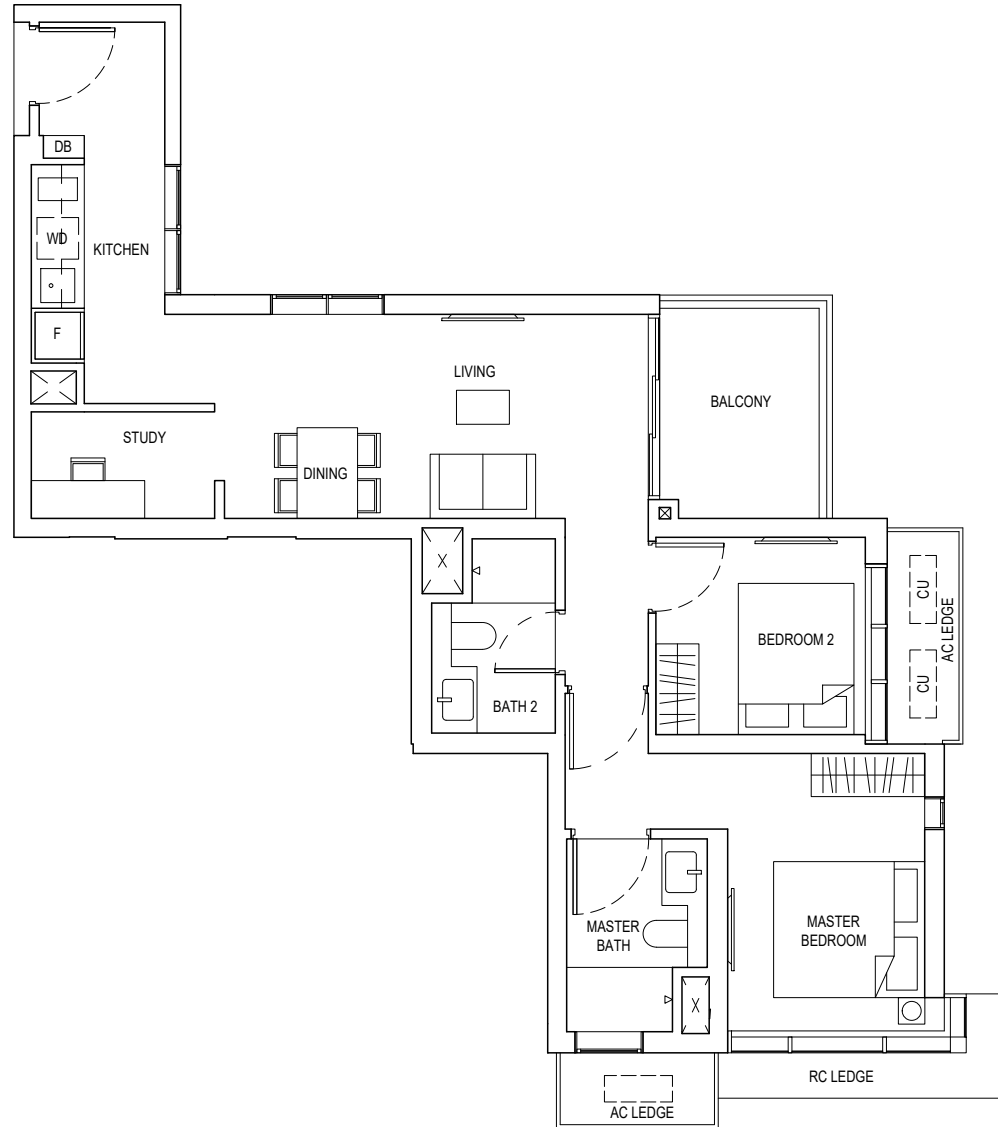 DB
WD
KITCHEN
F
LIVING
BALCONY
STUDY
DINING
X
CU
BEDROOM 2
AC LEDGE
CU
BATH 2
MASTER
BATH
MASTER
BEDROOM
X
RC LEDGE
AC LEDGE